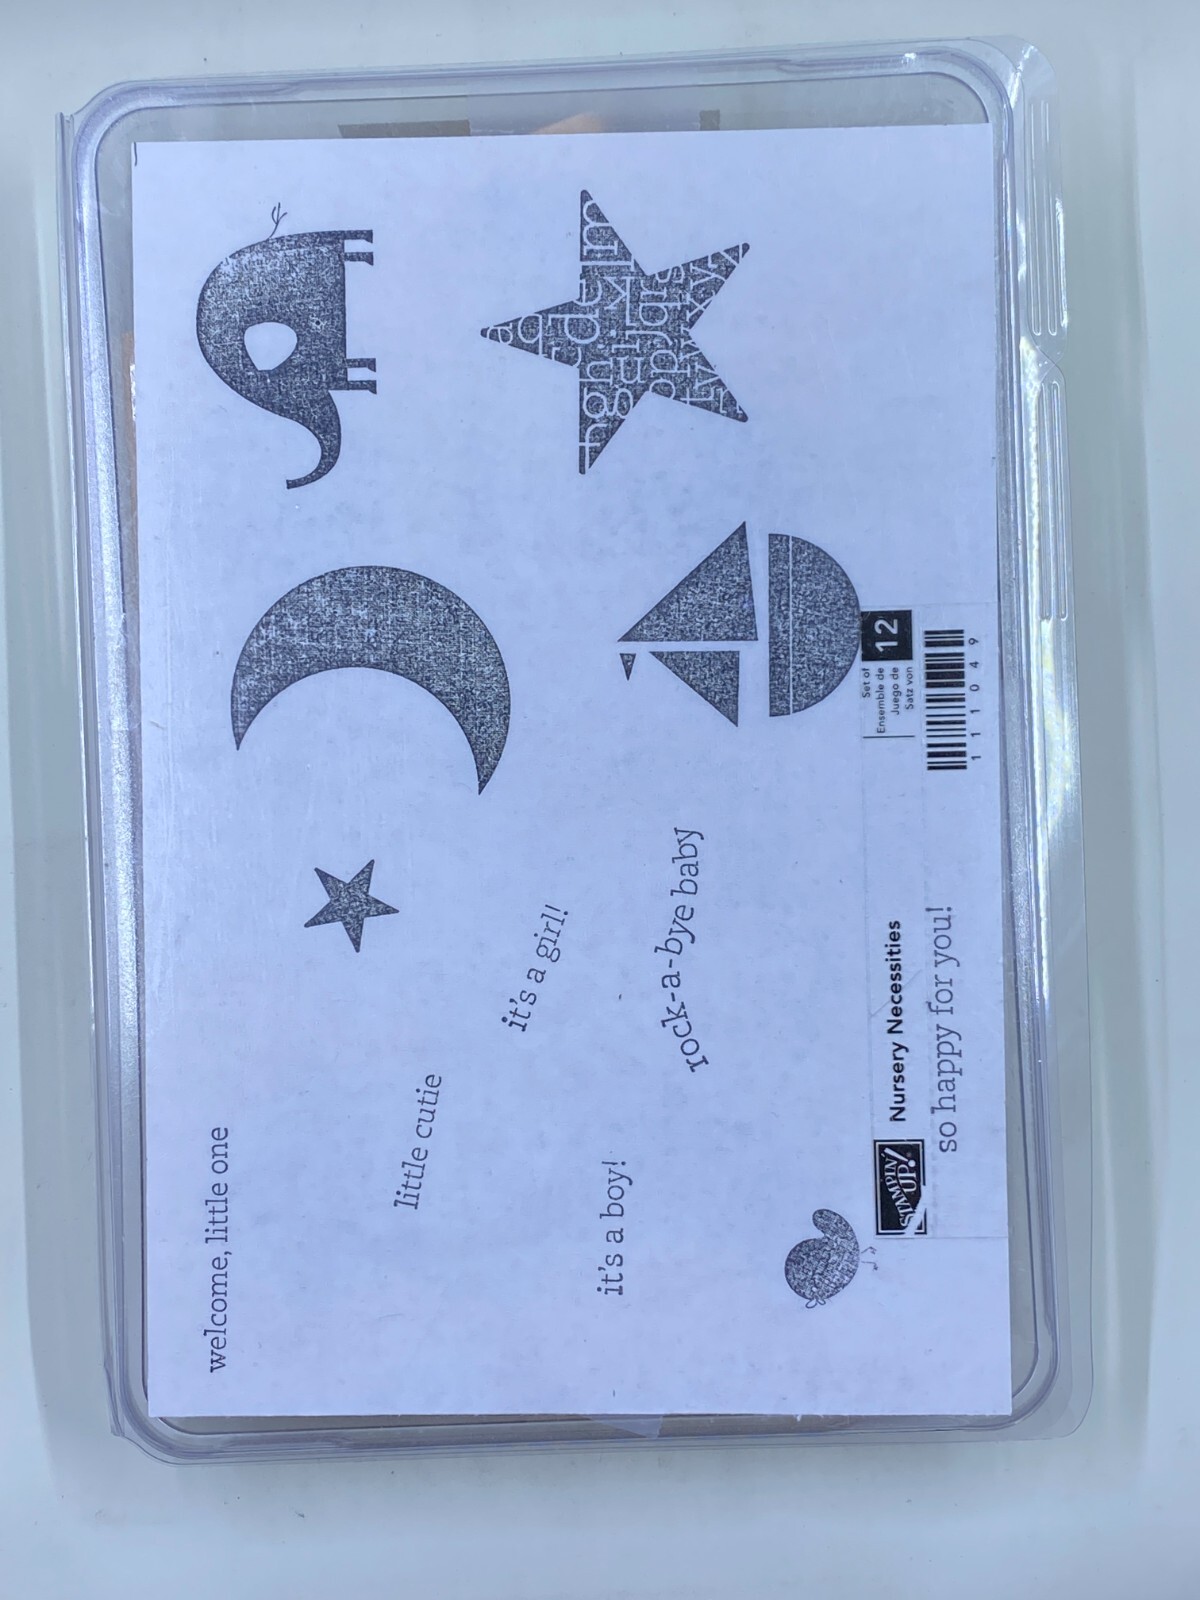 welcome, little one
little cutie
it's a girl!
it's a boy!
rock-a-bye baby
STAMPIN' UP!®
Nursery Necessities
so happy for you!
Set of
Ensemble de
Juego de
Satz von
12
111049